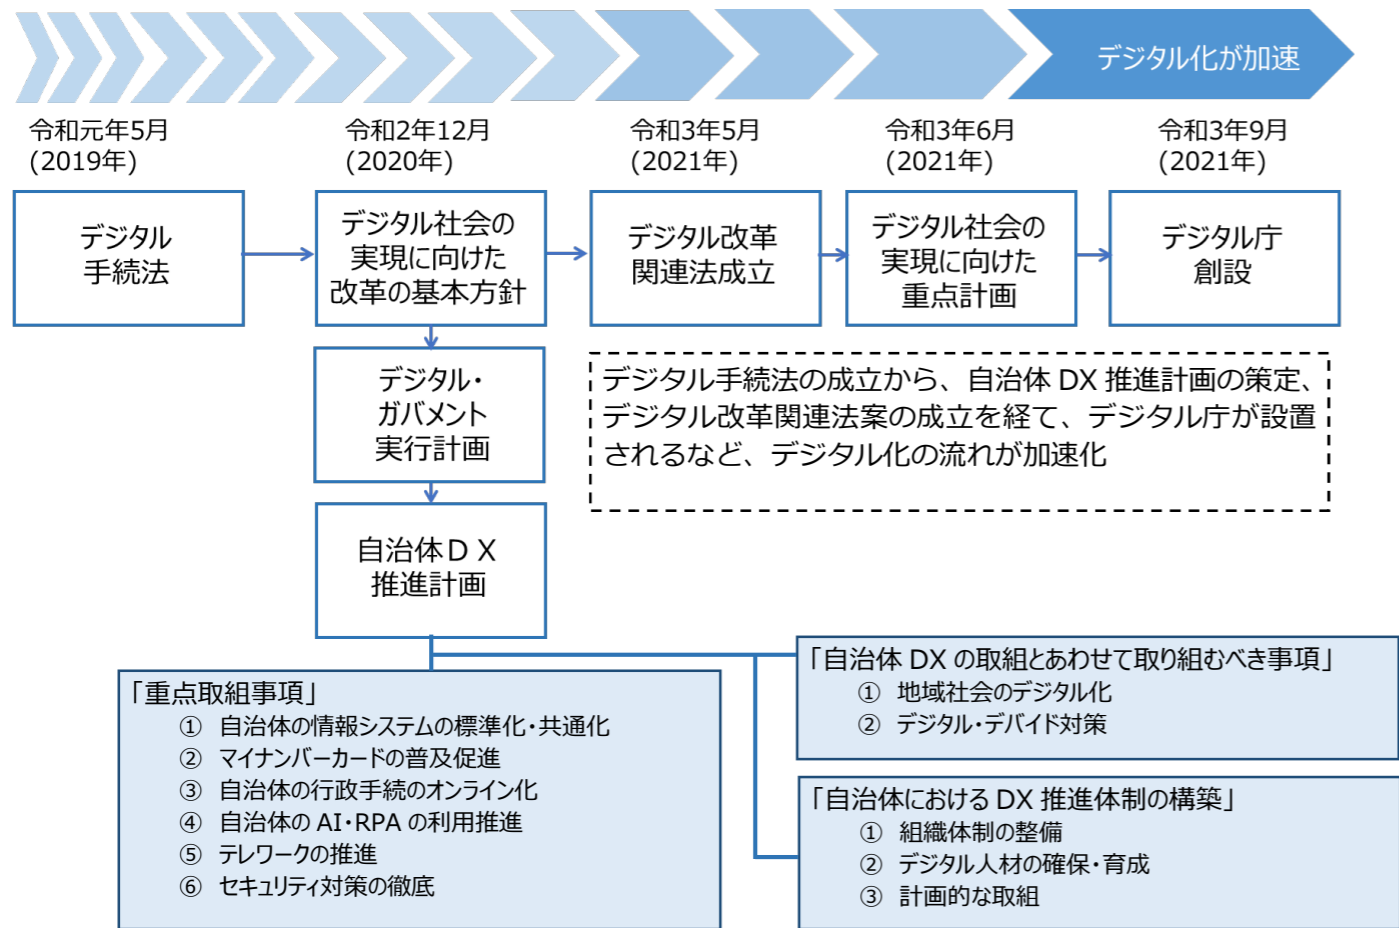 デジタル化が加速
令和元年5月
(2019年)
令和2年12月
(2020年)
令和3年5月
(2021年)
令和3年6月
(2021年)
令和3年9月
(2021年)
デジタル
手続法
デジタル社会の
実現に向けた
改革の基本方針
デジタル改革
関連法成立
デジタル社会の
実現に向けた
重点計画
デジタル庁
創設
デジタル・
ガバメント
実行計画
デジタル手続法の成立から、自治体 DX 推進計画の策定、
デジタル改革関連法案の成立を経て、デジタル庁が設置
されるなど、デジタル化の流れが加速化
自治体DX
推進計画
「重点取組事項」
① 自治体の情報システムの標準化・共通化
② マイナンバーカードの普及促進
③ 自治体の行政手続のオンライン化
④ 自治体の AI・RPA の利用推進
⑤ テレワークの推進
⑥ セキュリティ対策の徹底
「自治体 DX の取組とあわせて取り組むべき事項」
① 地域社会のデジタル化
② デジタル・デバイド対策
「自治体における DX 推進体制の構築」
① 組織体制の整備
② デジタル人材の確保・育成
③ 計画的な取組